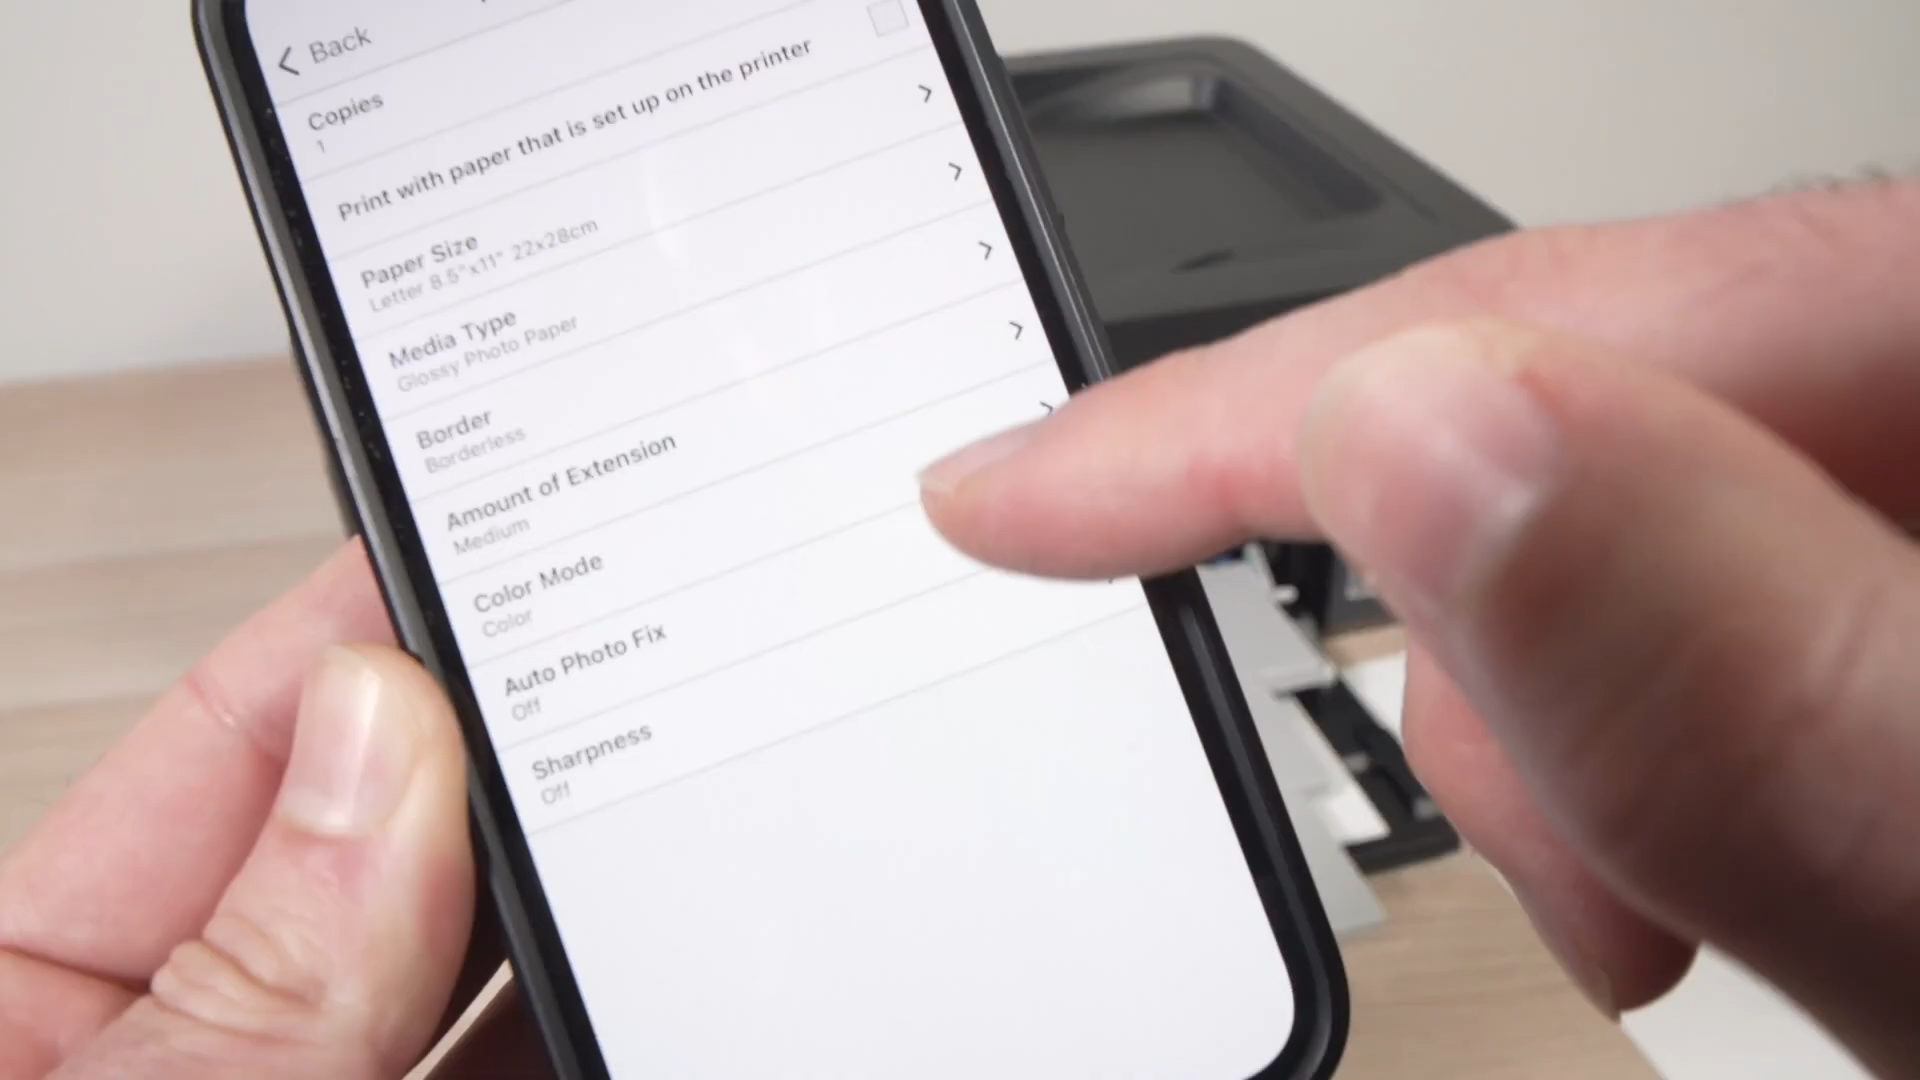 Back
Copies
1
Print with paper that is set up on the printer
Paper Size
Letter 8.5"x11" 22x28cm
Media Type
Glossy Photo Paper
Border
Borderless
Amount of Extension
Medium
Color Mode
Color
Auto Photo Fix
Off
Sharpness
Off